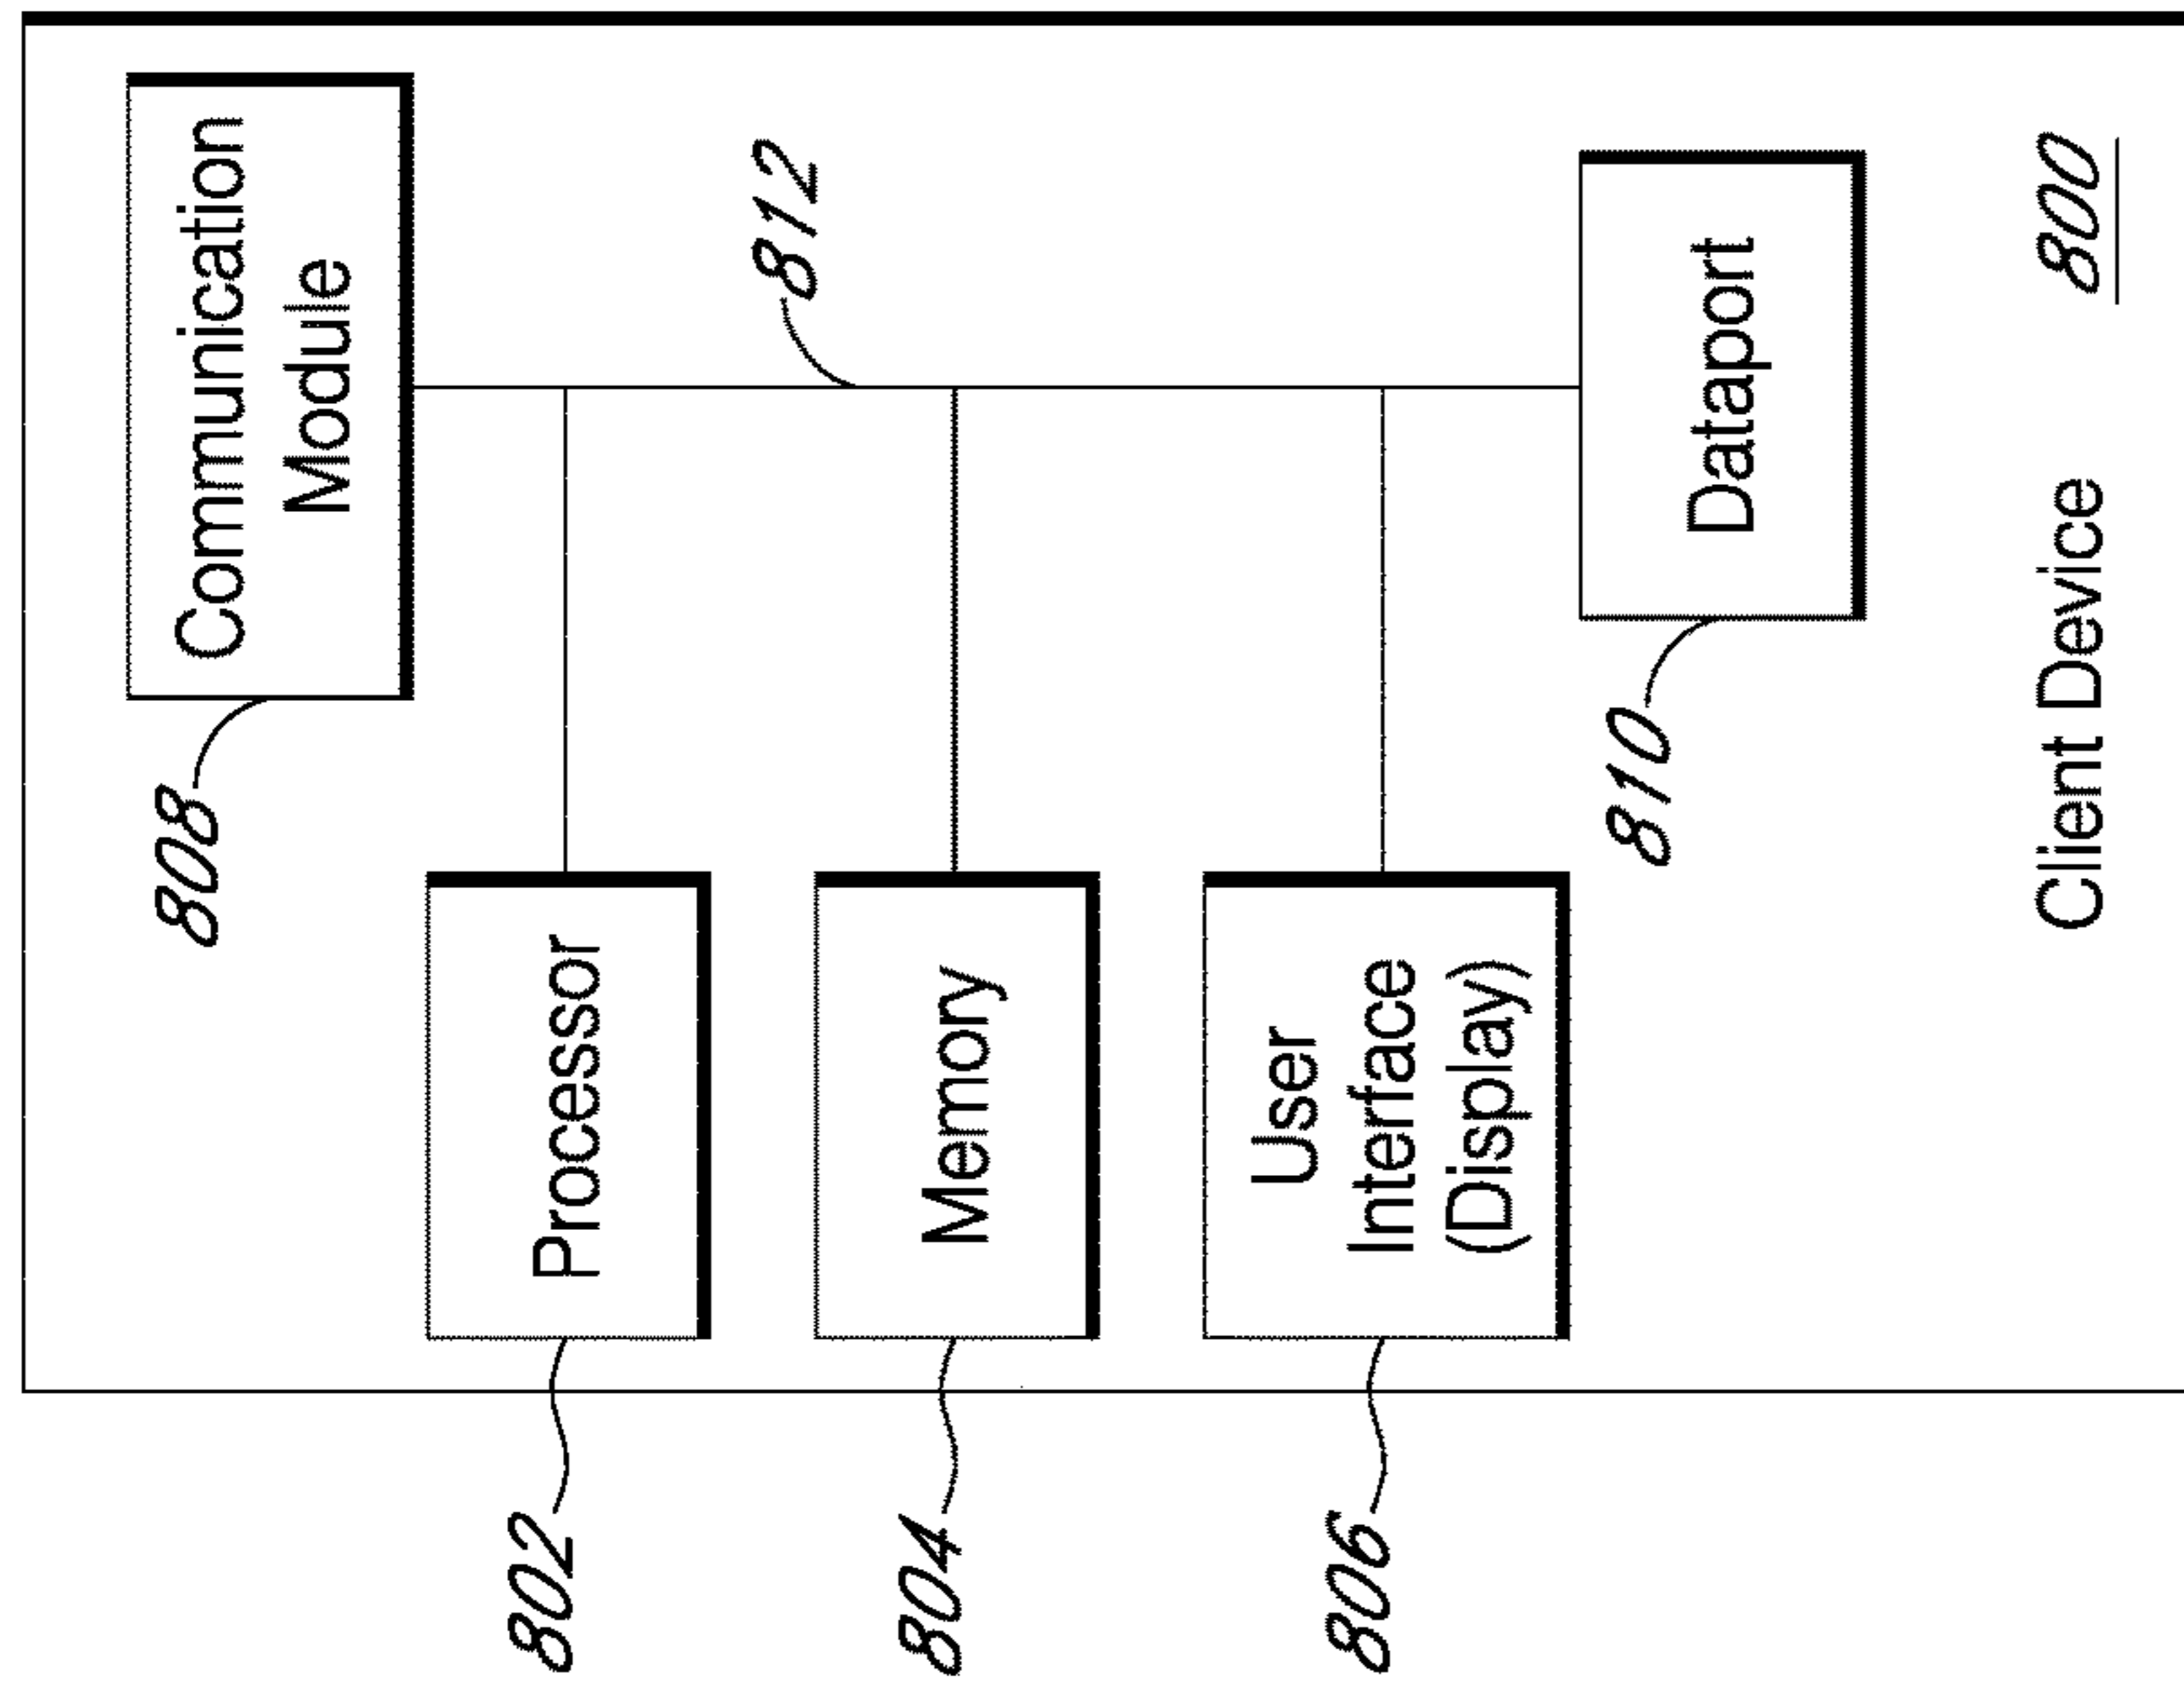 808
Communication
Module
812
802
Processor
804
Memory
806
User
Interface
(Display)
810
Dataport
Client Device
800